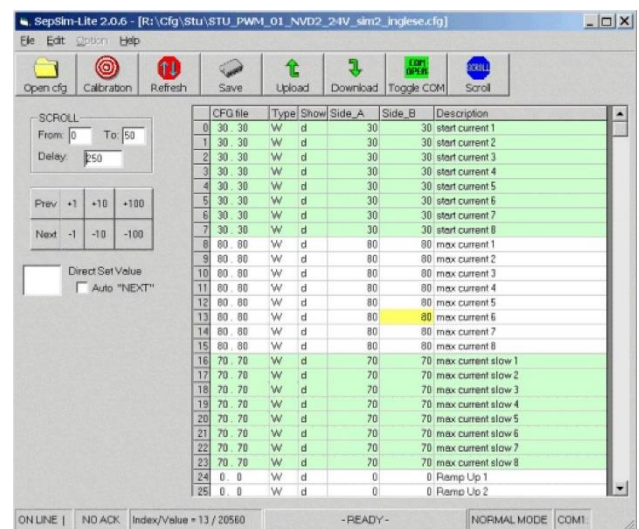 SepSim-Lite 2.0.6 - [R:\Cfg\Stu\STU_PWM_01_NVD2_24V_sim2_inglese.cfg]
File Edit Option Help
Open cfg Calibration Refresh Save Upload Download Toggle COM Scroll
COM OPEN SCROLL
SCROLL
From: 0 To: 50
Delay: 250
Prev +1 +10 +100
Next -1 -10 -100
Direct Set Value
Auto "NEXT"
CFG file Type Show Side_A Side_B Description
0 30 . 30 W d 30 30 start current 1
1 30 . 30 W d 30 30 start current 2
2 30 . 30 W d 30 30 start current 3
3 30 . 30 W d 30 30 start current 4
4 30 . 30 W d 30 30 start current 5
5 30 . 30 W d 30 30 start current 6
6 30 . 30 W d 30 30 start current 7
7 30 . 30 W d 30 30 start current 8
8 80 . 80 W d 80 80 max current 1
9 80 . 80 W d 80 80 max current 2
10 80 . 80 W d 80 80 max current 3
11 80 . 80 W d 80 80 max current 4
12 80 . 80 W d 80 80 max current 5
13 80 . 80 W d 80 80 max current 6
14 80 . 80 W d 80 80 max current 7
15 80 . 80 W d 80 80 max current 8
16 70 . 70 W d 70 70 max current slow 1
17 70 . 70 W d 70 70 max current slow 2
18 70 . 70 W d 70 70 max current slow 3
19 70 . 70 W d 70 70 max current slow 4
20 70 . 70 W d 70 70 max current slow 5
21 70 . 70 W d 70 70 max current slow 6
22 70 . 70 W d 70 70 max current slow 7
23 70 . 70 W d 70 70 max current slow 8
24 0 . 0 W d 0 0 Ramp Up 1
25 0 . 0 W d 0 0 Ramp Up 2
ON LINE | NO ACK Index/Value = 13 / 20560 - READY - NORMAL MODE COM1: